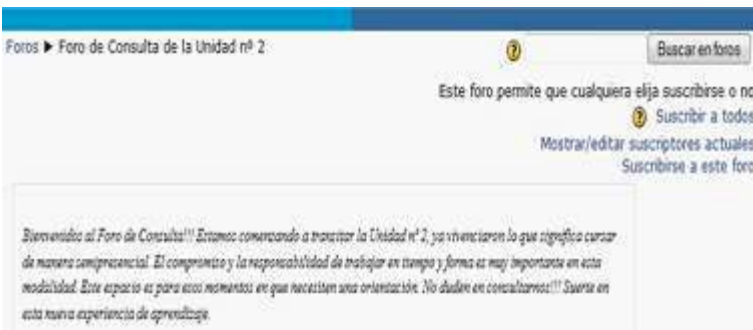 Foros ► Foro de Consulta de la Unidad nº 2
Buscar en foros
Este foro permite que cualquiera elija suscribirse o no
Suscribir a todos
Mostrar/editar suscriptores actuales
Suscribirse a este foro
Bienvenidos al Foro de Consulta!!! Estamos comenzando a transitar la Unidad nº 2, ya vivenciaron lo que significa cursar
de manera semipresencial. El compromiso y la responsabilidad de trabajar en tiempo y forma es muy importante en esta
modalidad. Este espacio es para esos momentos en que necesiten una orientación. No duden en consultarnos!!! Suerte en
esta nueva experiencia de aprendizaje.